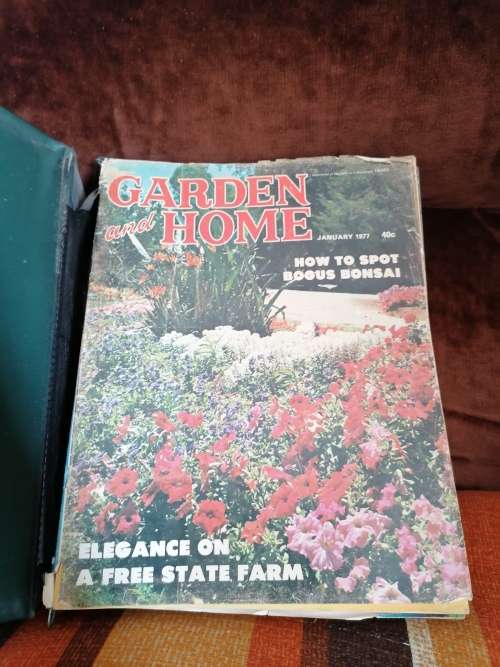 GARDEN
and HOME
JANUARY 1977 40c
HOW TO SPOT
BOGUS BONSAI
ELEGANCE ON
A FREE STATE FARM